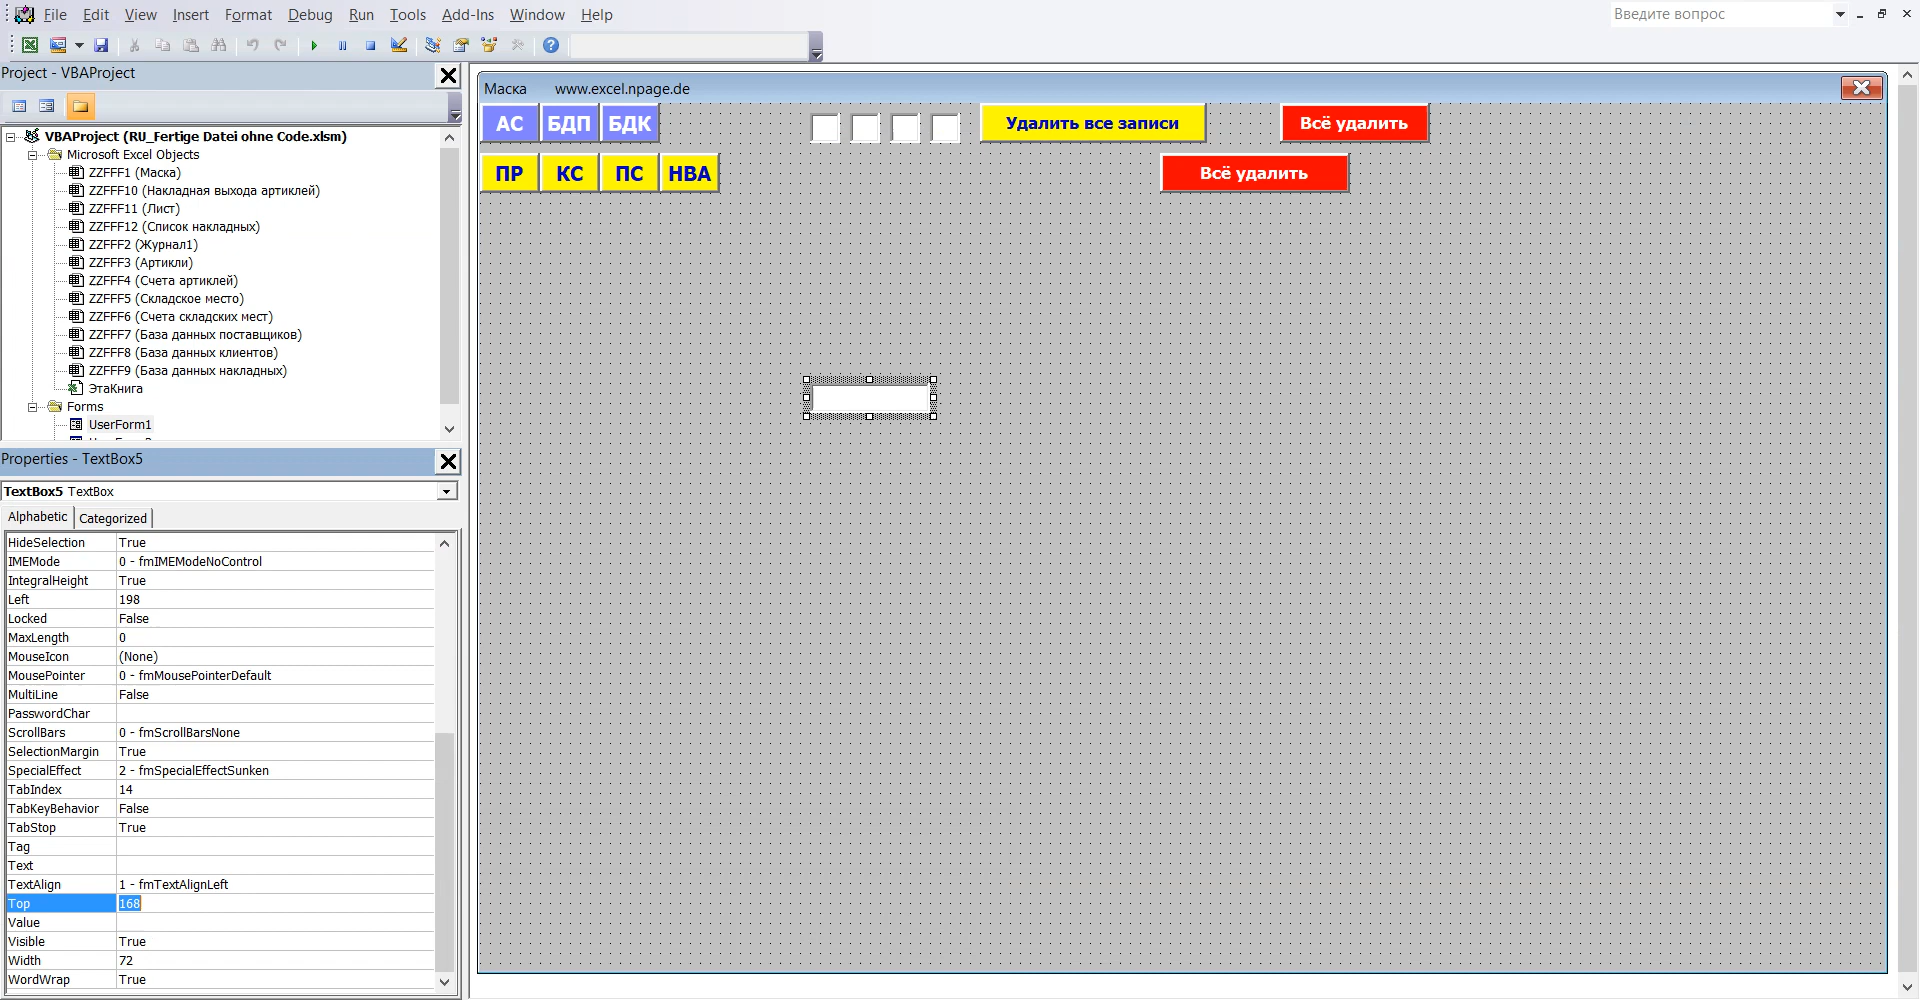 File Edit View Insert Format Debug Run Tools Add-Ins Window Help
Введите вопрос
Project - VBAProject
VBAProject (RU_Fertige Datei ohne Code.xlsm)
Microsoft Excel Objects
ZZFFF1 (Маска)
ZZFFF10 (Накладная выхода артиклей)
ZZFFF11 (Лист)
ZZFFF12 (Список накладных)
ZZFFF2 (Журнал1)
ZZFFF3 (Артикли)
ZZFFF4 (Счета артиклей)
ZZFFF5 (Складское место)
ZZFFF6 (Счета складских мест)
ZZFFF7 (База данных поставщиков)
ZZFFF8 (База данных клиентов)
ZZFFF9 (База данных накладных)
ЭтаКнига
Forms
UserForm1
Properties - TextBox5
TextBox5 TextBox
Alphabetic Categorized
HideSelection True
IMEMode 0 - fmIMEModeNoControl
IntegralHeight True
Left 198
Locked False
MaxLength 0
MouseIcon (None)
MousePointer 0 - fmMousePointerDefault
MultiLine False
PasswordChar
ScrollBars 0 - fmScrollBarsNone
SelectionMargin True
SpecialEffect 2 - fmSpecialEffectSunken
TabIndex 14
TabKeyBehavior False
TabStop True
Tag
Text
TextAlign 1 - fmTextAlignLeft
Top 168
Value
Visible True
Width 72
WordWrap True
Маска www.excel.npage.de
АС БДП БДК Удалить все записи Всё удалить
ПР КС ПС НВА Всё удалить